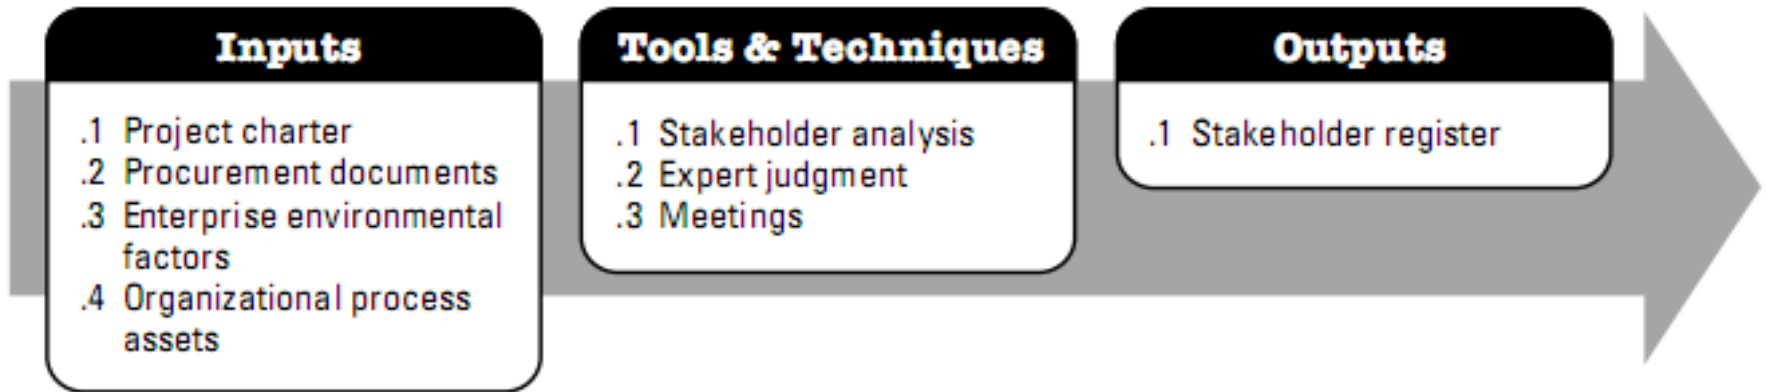 Inputs
.1 Project charter
.2 Procurement documents
.3 Enterprise environmental
factors
.4 Organizational process
assets
Tools & Techniques
.1 Stakeholder analysis
.2 Expert judgment
.3 Meetings
Outputs
.1 Stakeholder register